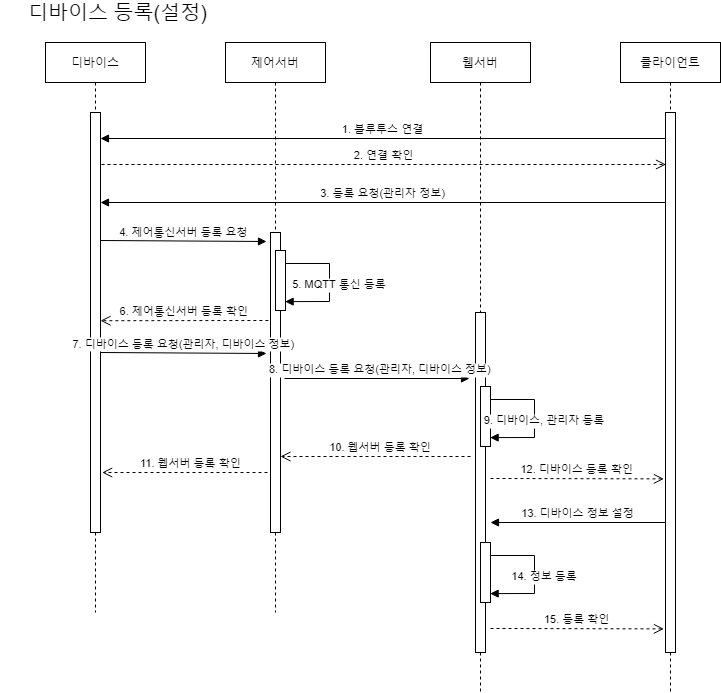 디바이스 등록(설정)
디바이스
제어서버
웹서버
클라이언트
1. 블루투스 연결
2. 연결 확인
3. 등록 요청(관리자 정보)
4. 제어통신서버 등록 요청
5. MQTT 통신 등록
6. 제어통신서버 등록 확인
7. 디바이스 등록 요청(관리자, 디바이스 정보)
8. 디바이스 등록 요청(관리자, 디바이스 정보)
9. 디바이스, 관리자 등록
10. 웹서버 등록 확인
11. 웹서버 등록 확인
12. 디바이스 등록 확인
13. 디바이스 정보 설정
14. 정보 등록
15. 등록 확인